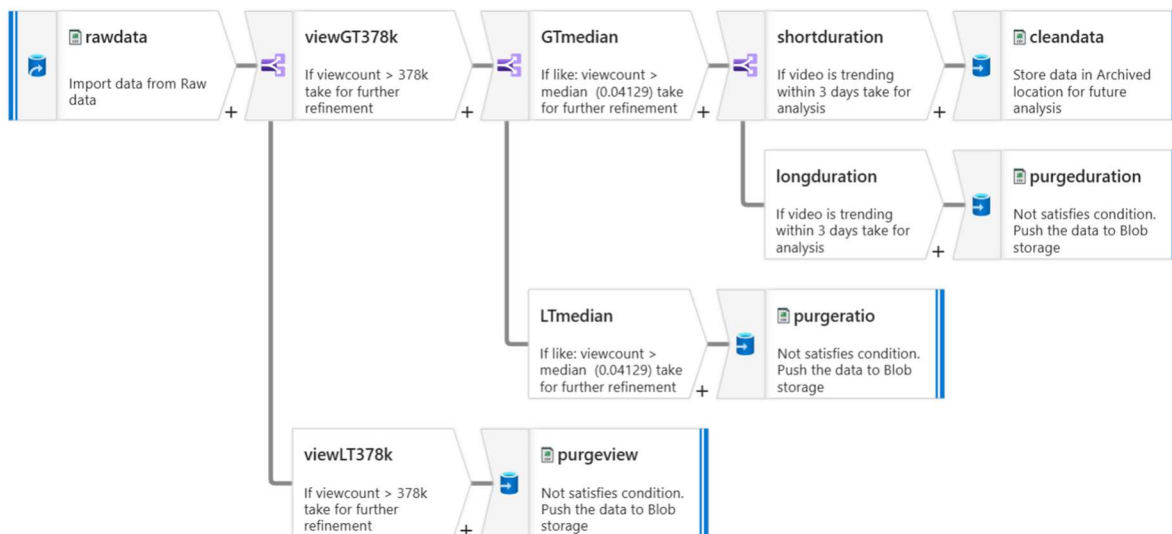 rawdata
Import data from Raw
data
+
viewGT378k
If viewcount > 378k
take for further
refinement
+
GTmedian
If like: viewcount >
median (0.04129) take
for further refinement
+
shortduration
If video is trending
within 3 days take for
analysis
+
cleandata
Store data in Archived
location for future
analysis
longduration
If video is trending
within 3 days take for
analysis
+
purgeduration
Not satisfies condition.
Push the data to Blob
storage
LTmedian
If like: viewcount >
median (0.04129) take
for further refinement
+
purgeratio
Not satisfies condition.
Push the data to Blob
storage
viewLT378k
If viewcount > 378k
take for further
refinement
+
purgeview
Not satisfies condition.
Push the data to Blob
storage